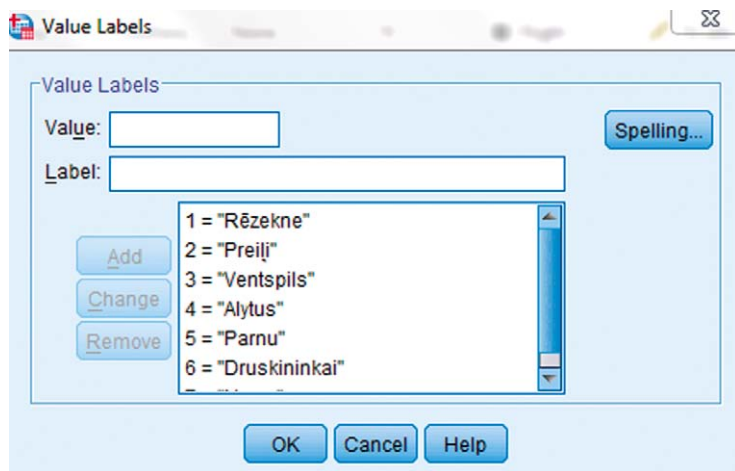 Value Labels
Value Labels
Value:
Spelling...
Label:
1 = "Rēzekne"
2 = "Preiļi"
3 = "Ventspils"
Add
4 = "Alytus"
Change
5 = "Parnu"
Remove
6 = "Druskininkai"
OK Cancel Help